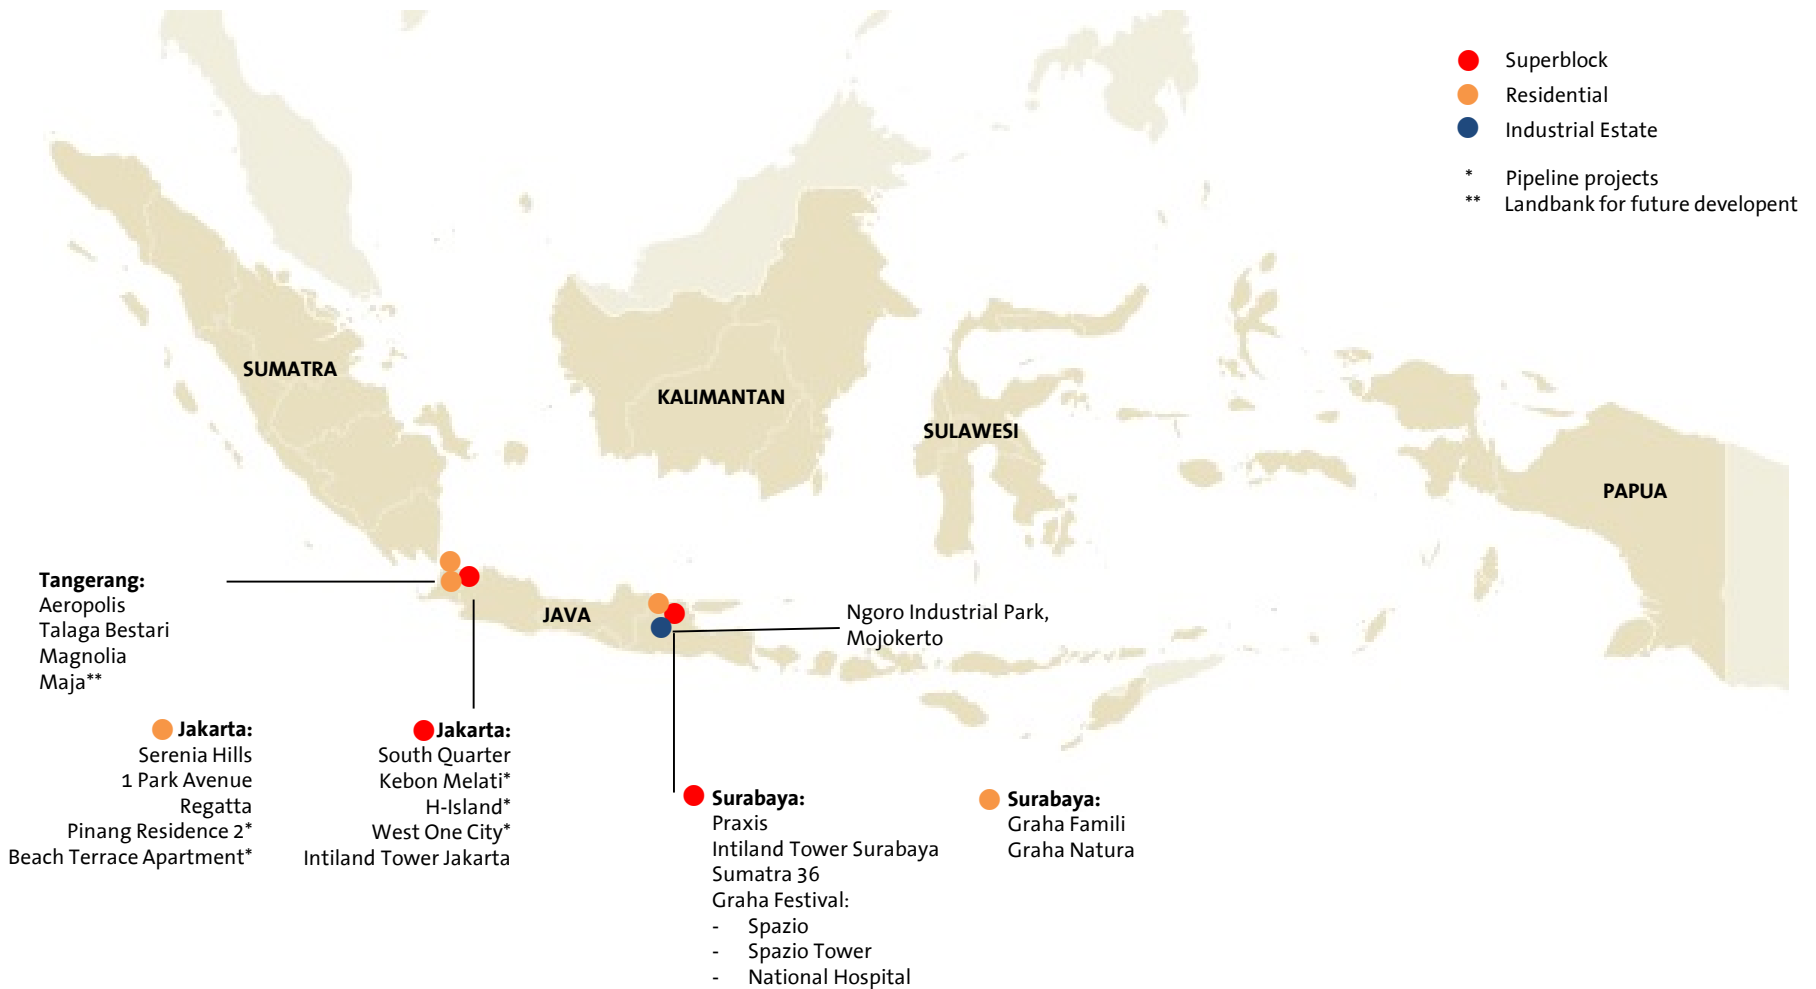 Superblock
Residential
Industrial Estate
* Pipeline projects
** Landbank for future developent
SUMATRA
KALIMANTAN
SULAWESI
PAPUA
JAVA
Tangerang:
Aeropolis
Talaga Bestari
Magnolia
Maja**
Ngoro Industrial Park,
Mojokerto
Jakarta:
Serenia Hills
1 Park Avenue
Regatta
Pinang Residence 2*
Beach Terrace Apartment*
Jakarta:
South Quarter
Kebon Melati*
H-Island*
West One City*
Intiland Tower Jakarta
Surabaya:
Praxis
Intiland Tower Surabaya
Sumatra 36
Graha Festival:
- Spazio
- Spazio Tower
- National Hospital
Surabaya:
Graha Famili
Graha Natura